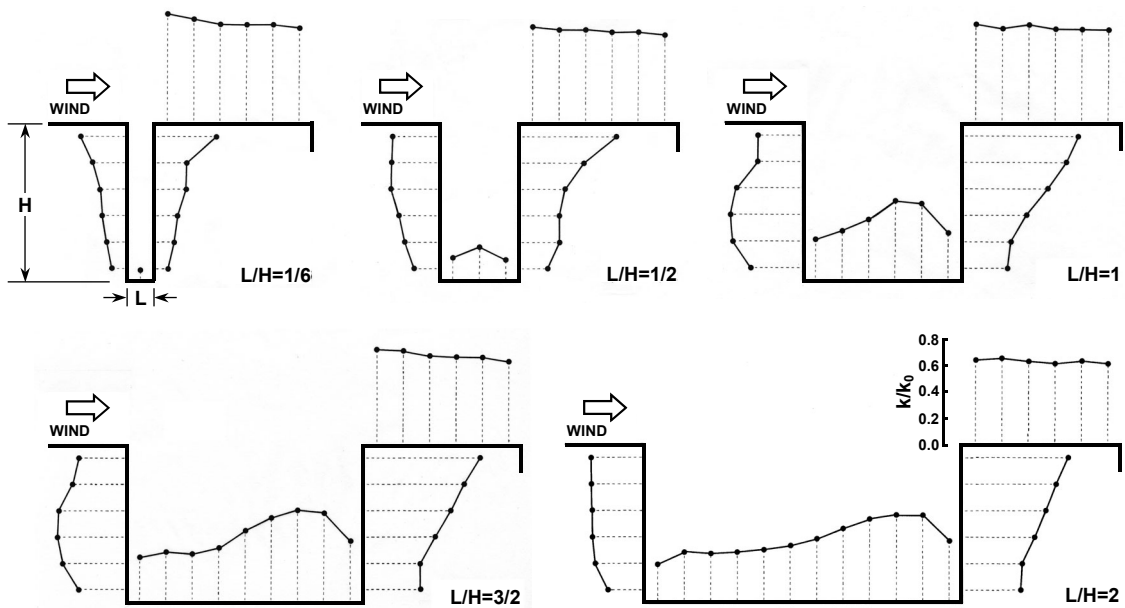 WIND
WIND
WIND
H
L
L/H=1/6
L/H=1/2
L/H=1
WIND
WIND
k/k0
0.8
0.6
0.4
0.2
0.0
L/H=3/2
L/H=2